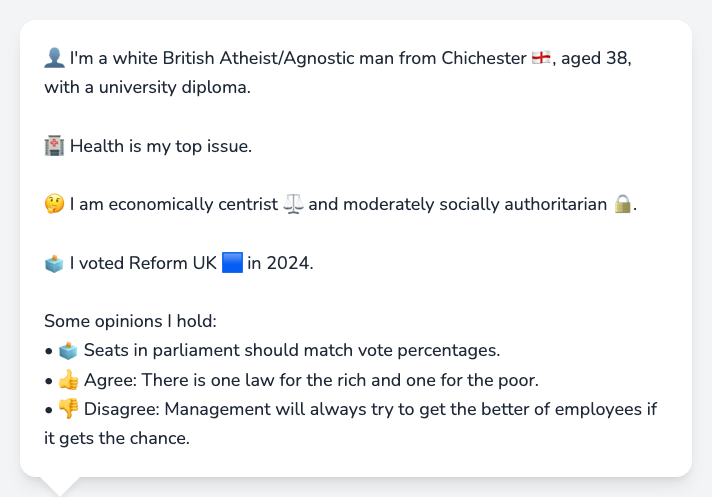 👤 I'm a white British Atheist/Agnostic man from Chichester 🏴󠁧󠁢󠁥󠁮󠁧󠁿, aged 38,
with a university diploma.
🏥 Health is my top issue.
🤔 I am economically centrist ⚖️ and moderately socially authoritarian 🔒.
🗳️ I voted Reform UK 🟦 in 2024.
Some opinions I hold:
• 🗳️ Seats in parliament should match vote percentages.
• 👍 Agree: There is one law for the rich and one for the poor.
• 👎 Disagree: Management will always try to get the better of employees if
it gets the chance.